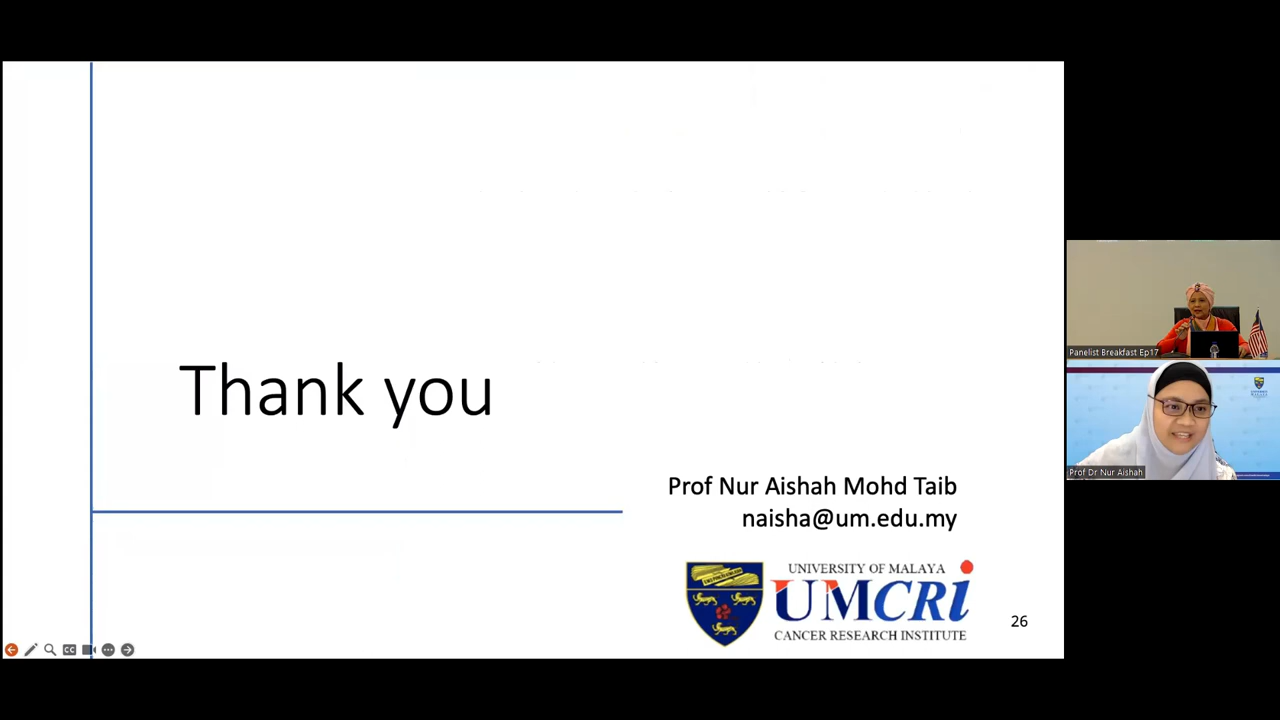 Thank you
Prof Nur Aishah Mohd Taib
naisha@um.edu.my
UNIVERSITY OF MALAYA
UMCRi
CANCER RESEARCH INSTITUTE
26
CC
Panelist Breakfast Ep17
Prof Dr Nur Aishah